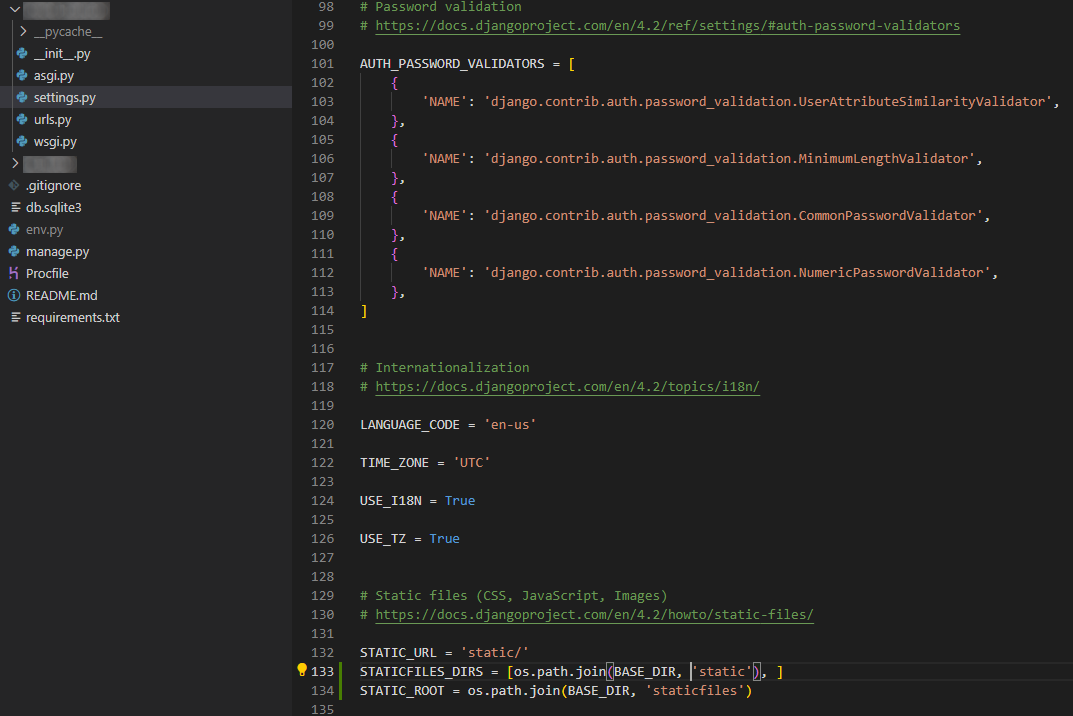 __pycache__
__init__.py
asgi.py
settings.py
urls.py
wsgi.py
.gitignore
db.sqlite3
env.py
manage.py
Procfile
README.md
requirements.txt
98 # Password validation
99 # https://docs.djangoproject.com/en/4.2/ref/settings/#auth-password-validators
100
101 AUTH_PASSWORD_VALIDATORS = [
102     {
103         'NAME': 'django.contrib.auth.password_validation.UserAttributeSimilarityValidator',
104     },
105     {
106         'NAME': 'django.contrib.auth.password_validation.MinimumLengthValidator',
107     },
108     {
109         'NAME': 'django.contrib.auth.password_validation.CommonPasswordValidator',
110     },
111     {
112         'NAME': 'django.contrib.auth.password_validation.NumericPasswordValidator',
113     },
114 ]
115
116
117 # Internationalization
118 # https://docs.djangoproject.com/en/4.2/topics/i18n/
119
120 LANGUAGE_CODE = 'en-us'
121
122 TIME_ZONE = 'UTC'
123
124 USE_I18N = True
125
126 USE_TZ = True
127
128
129 # Static files (CSS, JavaScript, Images)
130 # https://docs.djangoproject.com/en/4.2/howto/static-files/
131
132 STATIC_URL = 'static/'
133 STATICFILES_DIRS = [os.path.join(BASE_DIR, 'static'), ]
134 STATIC_ROOT = os.path.join(BASE_DIR, 'staticfiles')
135